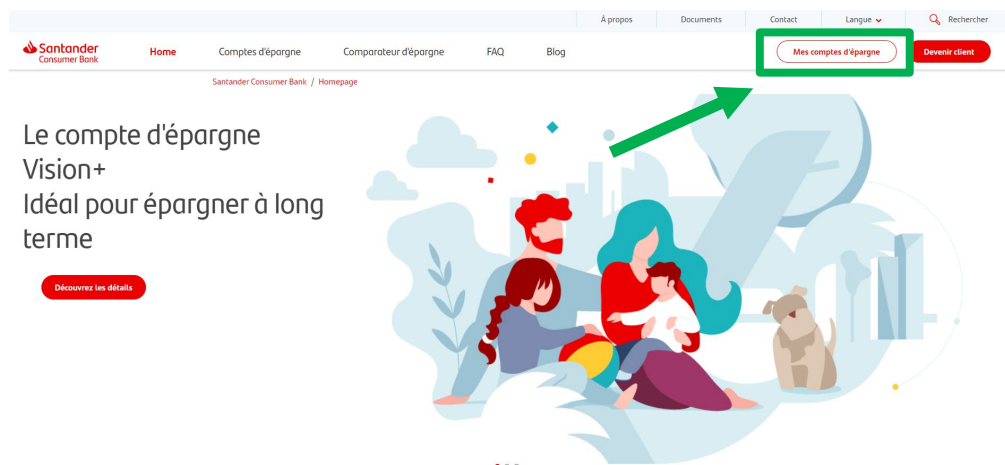 À propos Documents Contact Langue Rechercher
Santander
Consumer Bank
Home Comptes d'épargne Comparateur d'épargne FAQ Blog Mes comptes d'épargne Devenir client
Santander Consumer Bank / Homepage
Le compte d'épargne
Vision+
Idéal pour épargner à long
terme
Découvrez les détails